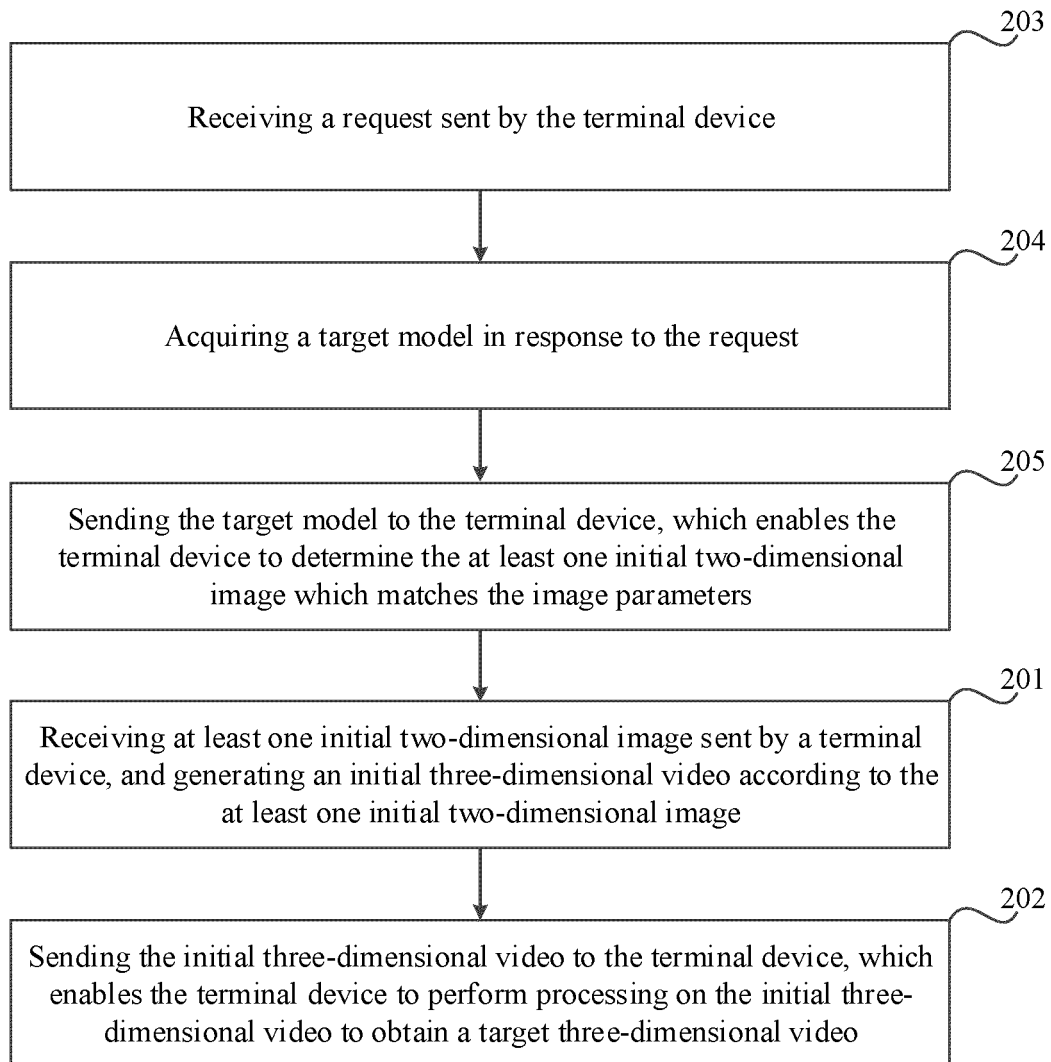 203
Receiving a request sent by the terminal device
204
Acquiring a target model in response to the request
205
Sending the target model to the terminal device, which enables the
terminal device to determine the at least one initial two-dimensional
image which matches the image parameters
201
Receiving at least one initial two-dimensional image sent by a terminal
device, and generating an initial three-dimensional video according to the
at least one initial two-dimensional image
202
Sending the initial three-dimensional video to the terminal device, which
enables the terminal device to perform processing on the initial three-
dimensional video to obtain a target three-dimensional video